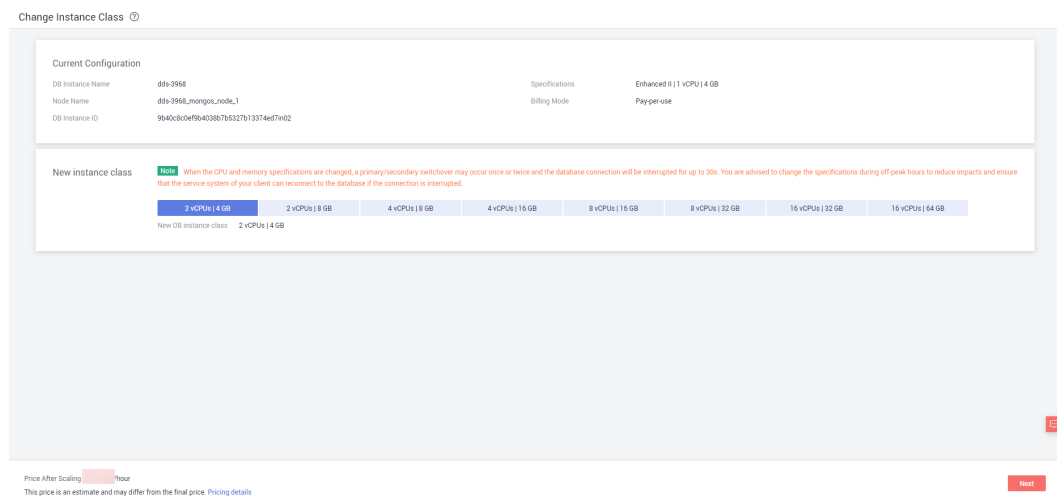 Change Instance Class
Current Configuration
DB Instance Name dds-3968 Specifications Enhanced II | 1 vCPU | 4 GB
Node Name dds-3968_mongos_node_1 Billing Mode Pay-per-use
DB Instance ID 9b40c8c0ef9b4038b7b5327b13374ed7in02
New instance class Note When the CPU and memory specifications are changed, a primary/secondary switchover may occur once or twice and the database connection will be interrupted for up to 30s. You are advised to change the specifications during off-peak hours to reduce impacts and ensure
that the service system of your client can reconnect to the database if the connection is interrupted.
2 vCPUs | 4 GB 2 vCPUs | 8 GB 4 vCPUs | 8 GB 4 vCPUs | 16 GB 8 vCPUs | 16 GB 8 vCPUs | 32 GB 16 vCPUs | 32 GB 16 vCPUs | 64 GB
New DB instance class 2 vCPUs | 4 GB
Price After Scaling /hour
This price is an estimate and may differ from the final price. Pricing details
Next